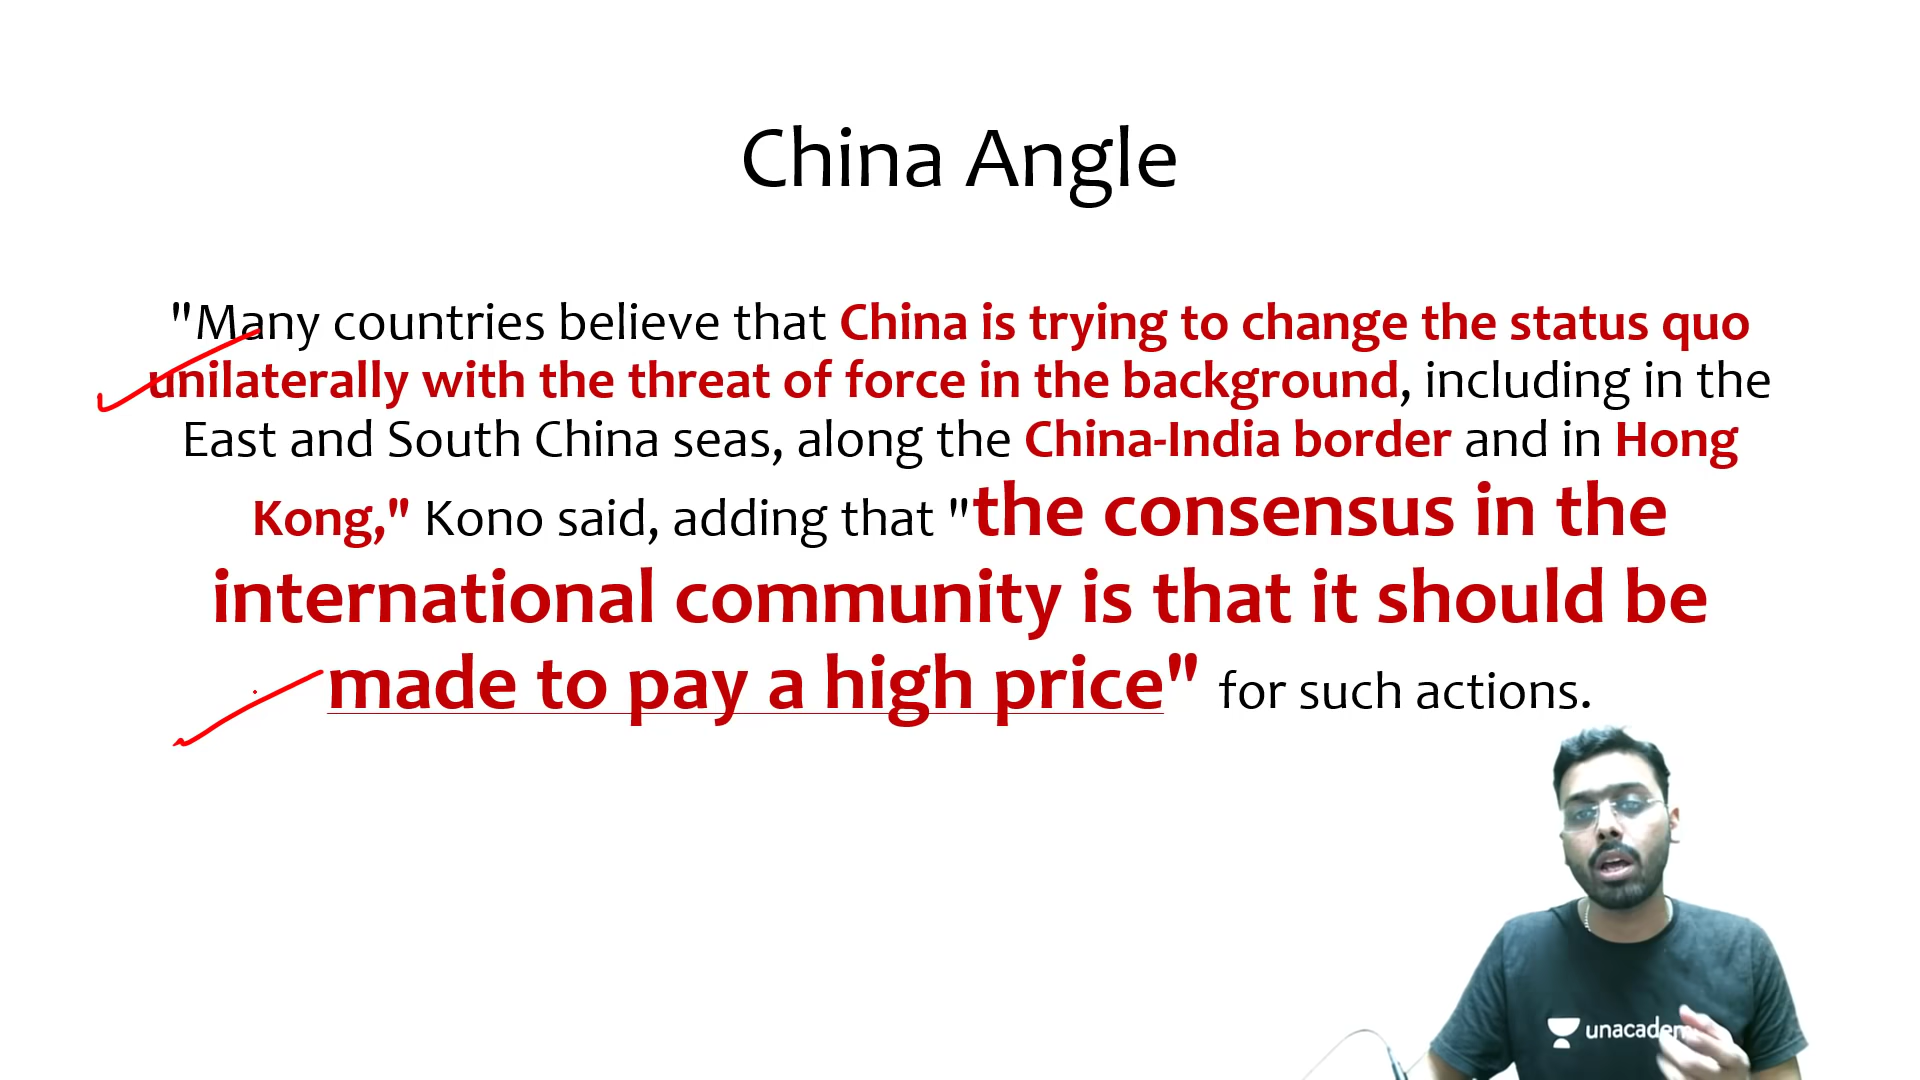 China Angle
"Many countries believe that China is trying to change the status quo
unilaterally with the threat of force in the background, including in the
East and South China seas, along the China-India border and in Hong
Kong," Kono said, adding that "the consensus in the
international community is that it should be
made to pay a high price" for such actions.
unacadem